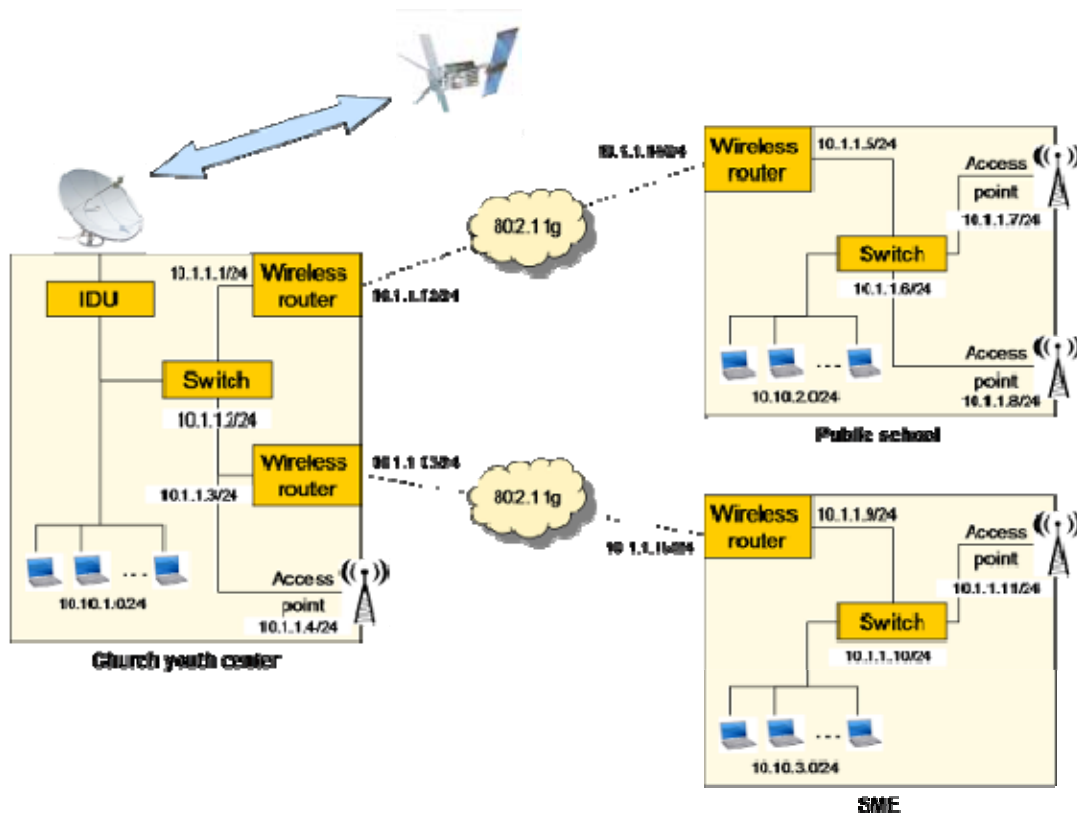 Wireless
router
10.1.1.5/24
Access
point
10.1.1.7/24
802.11g
Switch
10.1.1.6/24
10.1.1.1/24
Wireless
router
IDU
Access
point
10.1.1.8/24
10.10.2.0/24
Public school
Switch
10.1.1.2/24
Wireless
router
10.1.1.3/24
802.11g
Wireless
router
10.1.1.9/24
Access
point
10.1.1.11/24
10.10.1.0/24
Access
point
10.1.1.4/24
Church youth center
Switch
10.1.1.10/24
10.10.3.0/24
SME